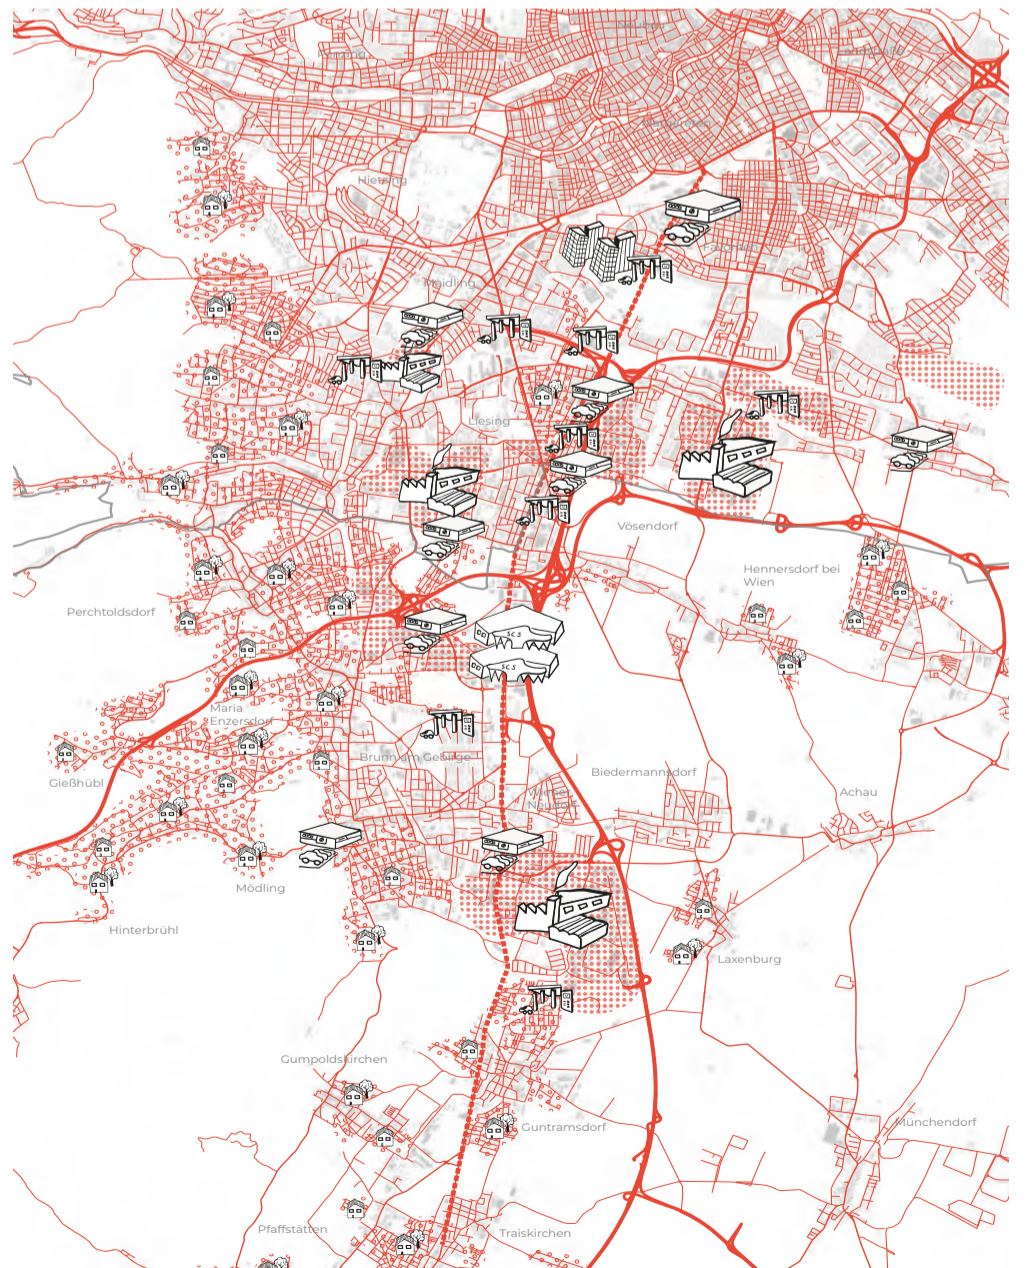 Hietzing
Meidling
Favoriten
Liesing
Vösendorf
Hennersdorf bei
Wien
Perchtoldsdorf
SCS
SCS
Maria
Enzersdorf
Gießhübl
Brunn am Gebirge
Biedermannsdorf
Wiener
Neudorf
Achau
Mödling
Hinterbrühl
Laxenburg
Gumpoldskirchen
Guntramsdorf
Münchendorf
Pfaffstätten
Traiskirchen